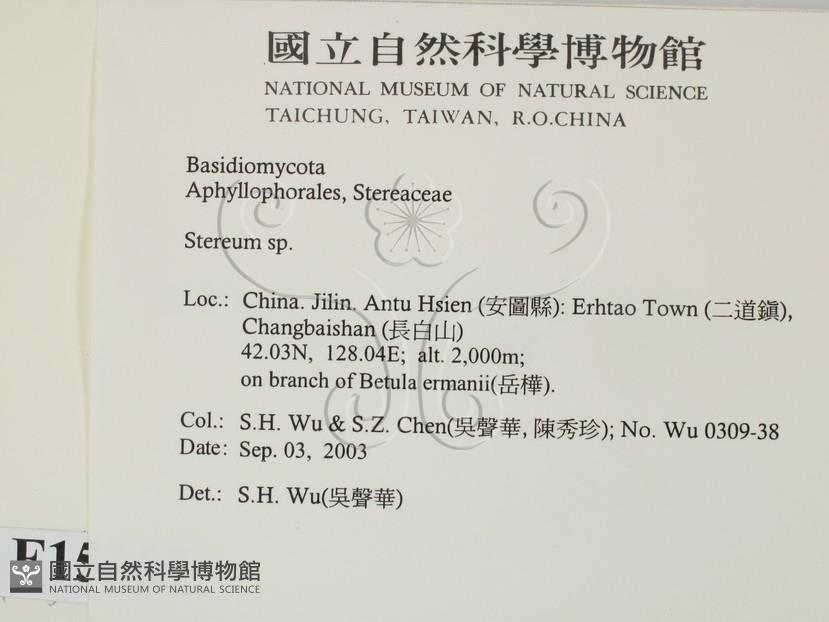 國立自然科學博物館
NATIONAL MUSEUM OF NATURAL SCIENCE
TAICHUNG, TAIWAN, R.O.CHINA
Basidiomycota
Aphyllophorales, Stereaceae
Stereum sp.
Loc.: China. Jilin. Antu Hsien (安圖縣): Erhtao Town (二道鎮),
Changbaishan (長白山)
42.03N, 128.04E; alt. 2,000m;
on branch of Betula ermanii(岳樺).
Col.: S.H. Wu & S.Z. Chen(吳聲華, 陳秀珍); No. Wu 0309-38
Date: Sep. 03, 2003
Det.: S.H. Wu(吳聲華)
國立自然科學博物館
NATIONAL MUSEUM OF NATURAL SCIENCE